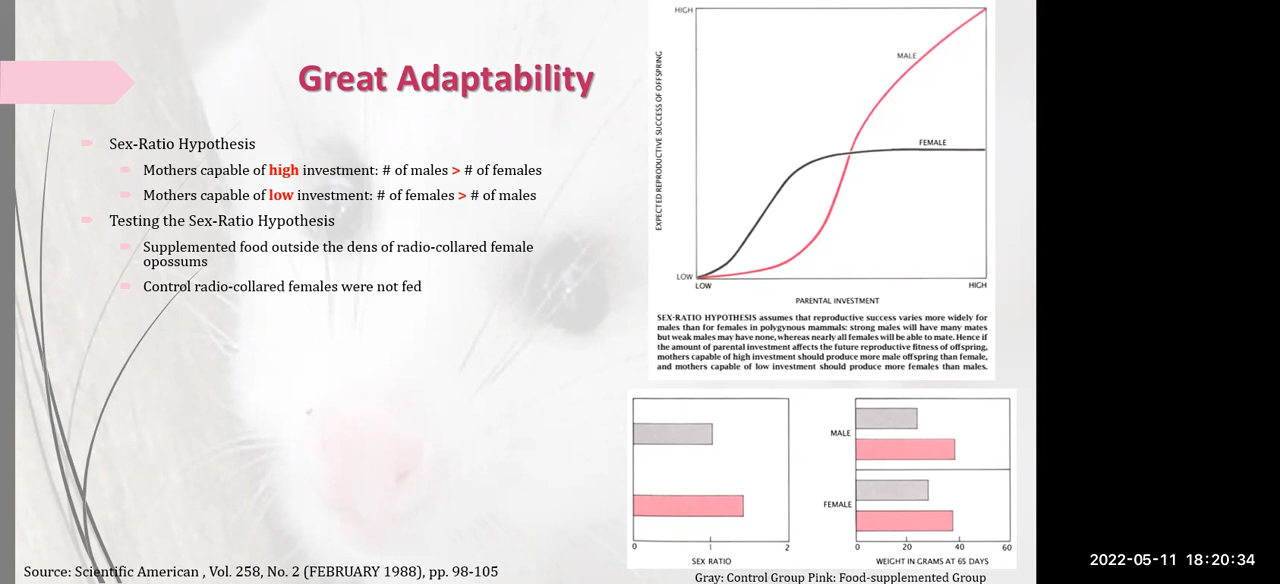 Great Adaptability
Sex-Ratio Hypothesis
Mothers capable of high investment: # of males > # of females
Mothers capable of low investment: # of females > # of males
Testing the Sex-Ratio Hypothesis
Supplemented food outside the dens of radio-collared female
opossums
Control radio-collared females were not fed
Source: Scientific American , Vol. 258, No. 2 (FEBRUARY 1988), pp. 98-105
HIGH
EXPECTED REPRODUCTIVE SUCCESS OF OFFSPRING
MALE
FEMALE
LOW
LOW
HIGH
PARENTAL INVESTMENT
SEX-RATIO HYPOTHESIS assumes that reproductive success varies more widely for
males than for females in polygynous mammals: strong males will have many mates
but weak males may have none, whereas nearly all females will be able to mate. Hence if
the amount of parental investment affects the future reproductive fitness of offspring,
mothers capable of high investment should produce more male offspring than female,
and mothers capable of low investment should produce more females than males.
0 1 2
SEX RATIO
MALE
FEMALE
0 20 40 60
WEIGHT IN GRAMS AT 65 DAYS
Gray: Control Group Pink: Food-supplemented Group
2022-05-11 18:20:34